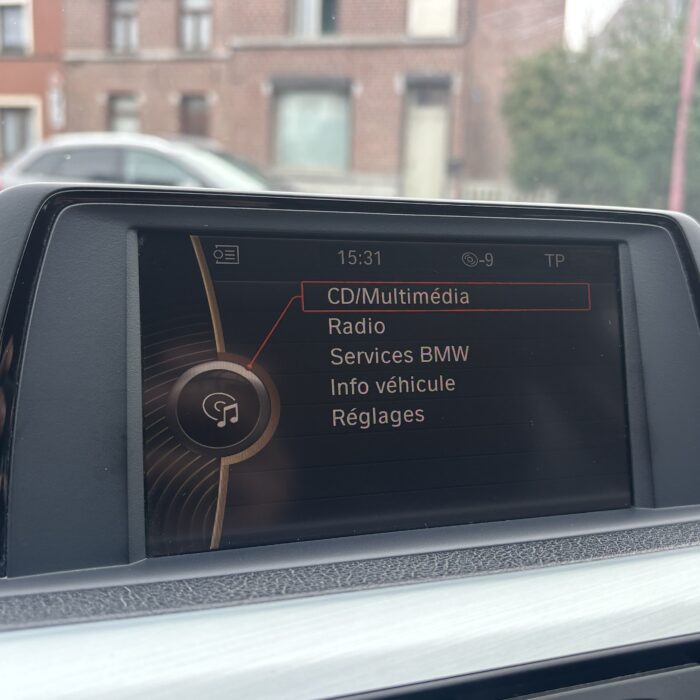 15:31 -9 TP
CD/Multimédia
Radio
Services BMW
Info véhicule
Réglages